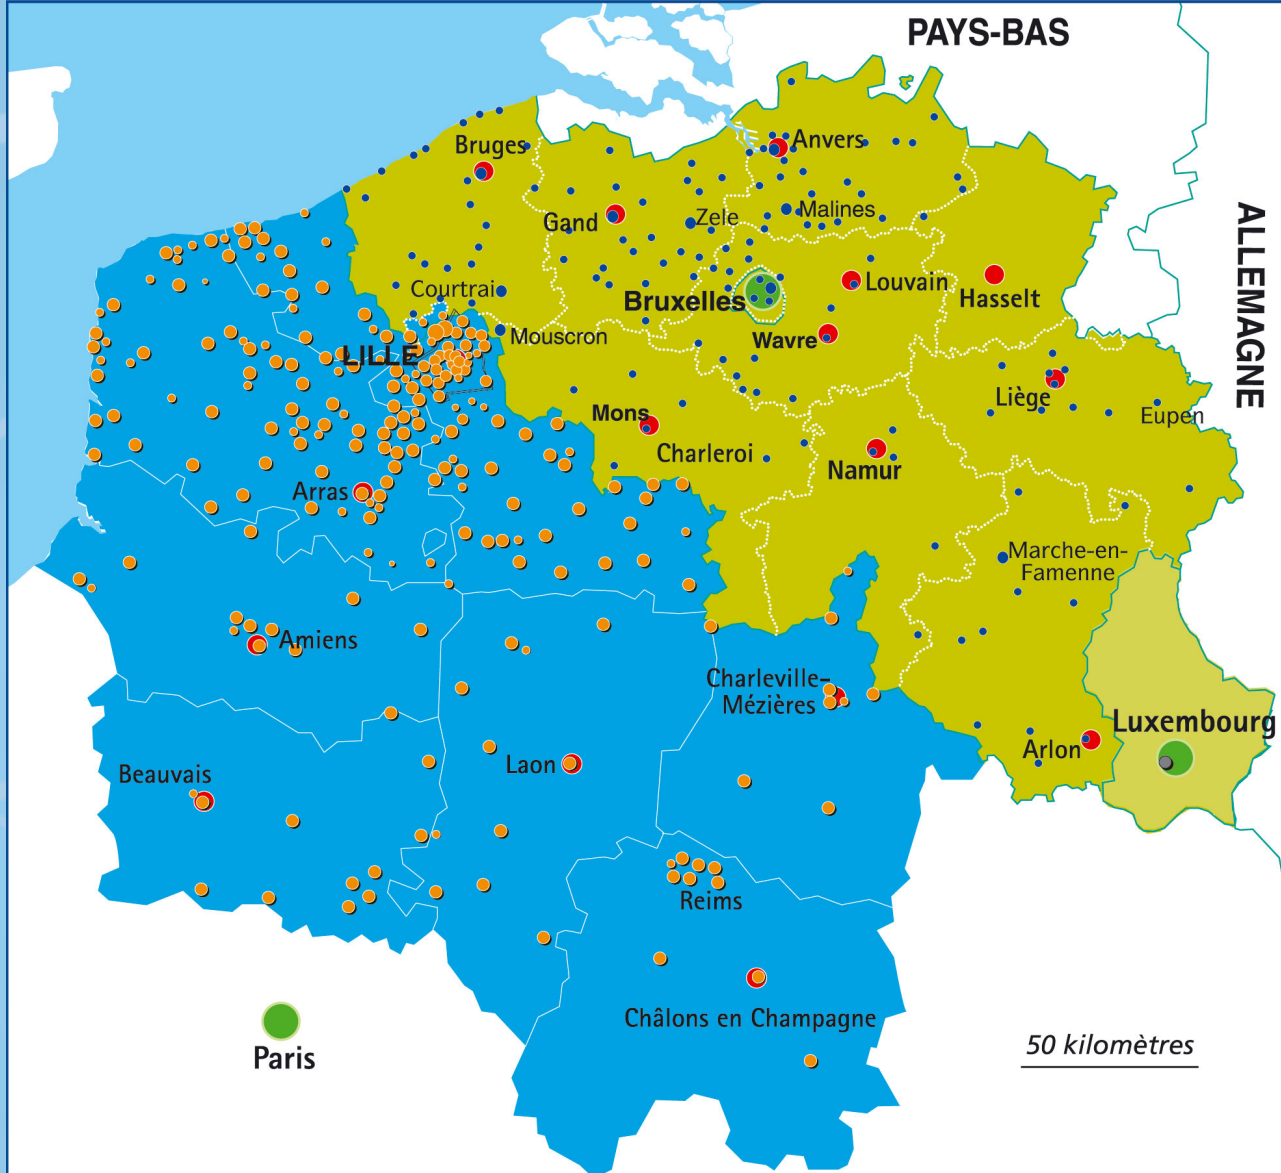 PAYS-BAS
Bruges
Anvers
ALLEMAGNE
Gand
Zele
Malines
Courtrai
Bruxelles
Louvain
Hasselt
Mouscron
Wavre
LILLE
Liège
Eupen
Mons
Charleroi
Namur
Arras
Marche-en-
Famenne
Amiens
Charleville-
Mézières
Luxembourg
Arlon
Laon
Beauvais
Reims
Châlons en Champagne
Paris
50 kilomètres